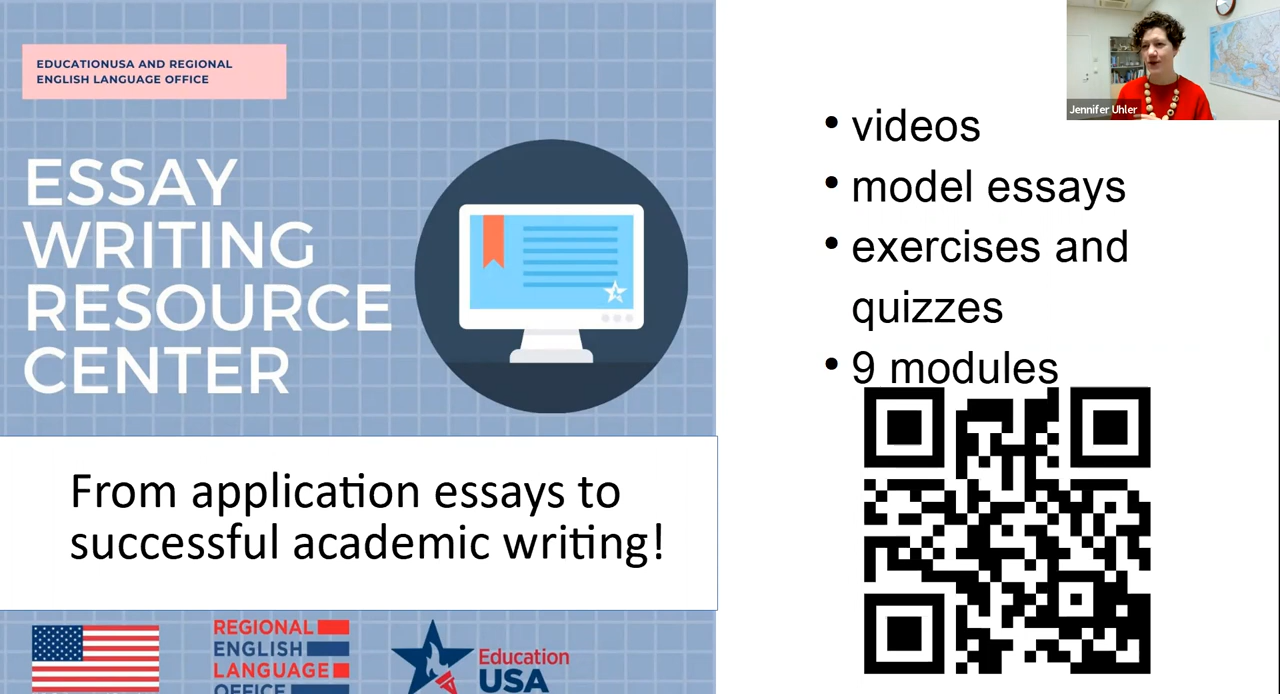 EDUCATIONUSA AND REGIONAL
ENGLISH LANGUAGE OFFICE
ESSAY
WRITING
RESOURCE
CENTER
From application essays to
successful academic writing!
REGIONAL
ENGLISH
LANGUAGE
OFFICE
Education
USA
• videos
• model essays
• exercises and
quizzes
• 9 modules
Jennifer Uhler